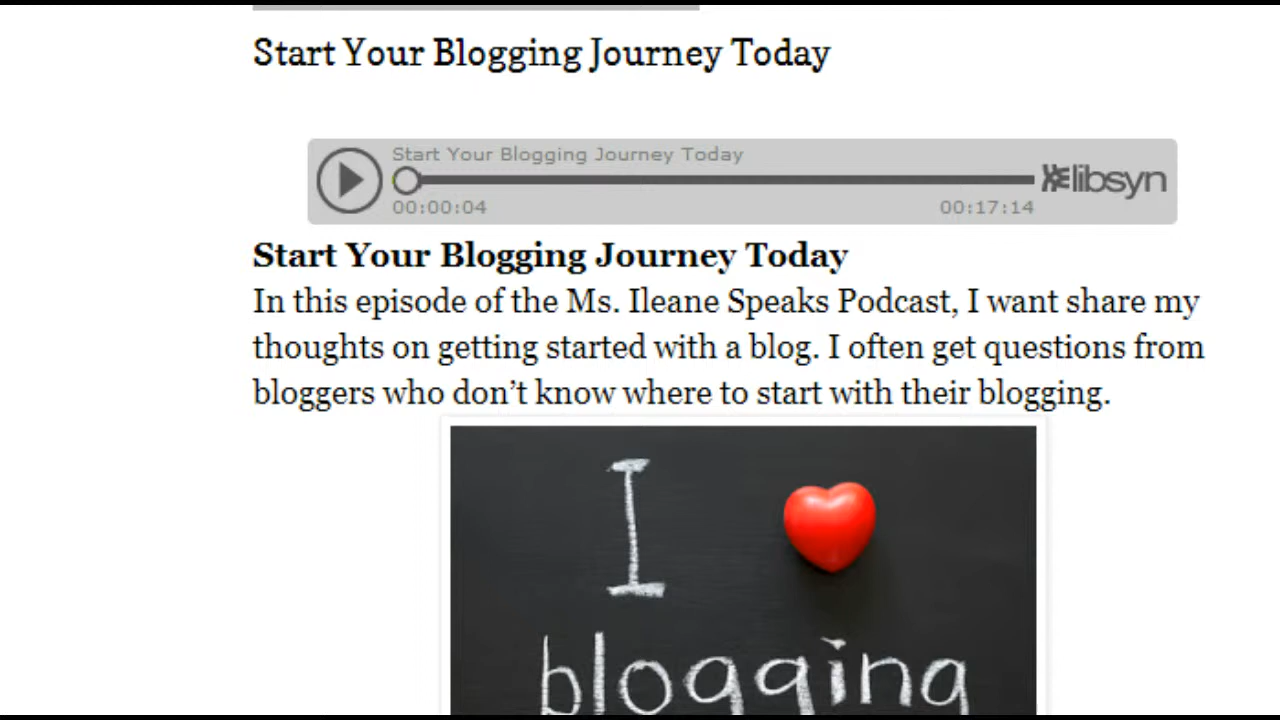 Start Your Blogging Journey Today
Start Your Blogging Journey Today
libsyn
00:00:04
00:17:14
Start Your Blogging Journey Today
In this episode of the Ms. Ileane Speaks Podcast, I want share my
thoughts on getting started with a blog. I often get questions from
bloggers who don’t know where to start with their blogging.
I
blogging